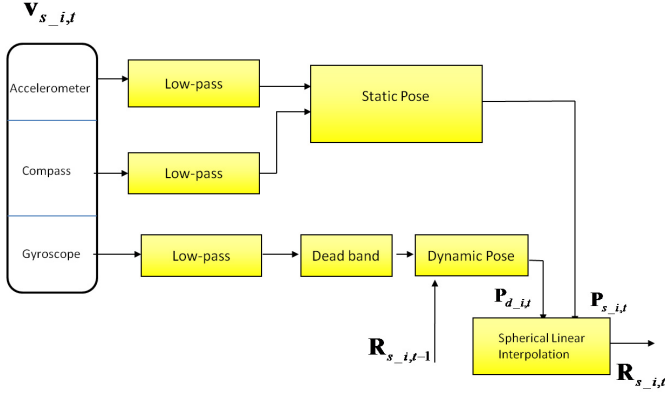 v_{s_i,t}
Accelerometer
Low-pass
Static Pose
Compass
Low-pass
Gyroscope
Low-pass
Dead band
Dynamic Pose
P_{d_i,t}
P_{s_i,t}
R_{s_i,t-1}
Spherical Linear
Interpolation
R_{s_i,t}